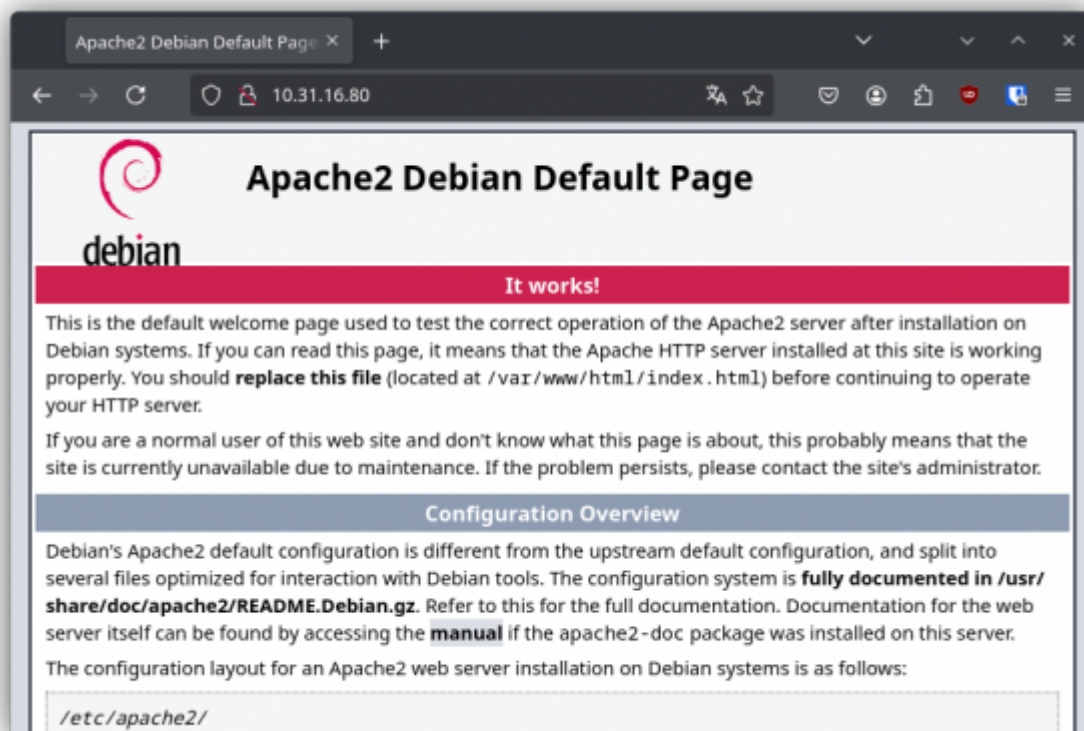 Apache2 Debian Default Page
10.31.16.80
debian
Apache2 Debian Default Page
It works!
This is the default welcome page used to test the correct operation of the Apache2 server after installation on
Debian systems. If you can read this page, it means that the Apache HTTP server installed at this site is working
properly. You should replace this file (located at /var/www/html/index.html) before continuing to operate
your HTTP server.
If you are a normal user of this web site and don't know what this page is about, this probably means that the
site is currently unavailable due to maintenance. If the problem persists, please contact the site's administrator.
Configuration Overview
Debian's Apache2 default configuration is different from the upstream default configuration, and split into
several files optimized for interaction with Debian tools. The configuration system is fully documented in /usr/
share/doc/apache2/README.Debian.gz. Refer to this for the full documentation. Documentation for the web
server itself can be found by accessing the manual if the apache2-doc package was installed on this server.
The configuration layout for an Apache2 web server installation on Debian systems is as follows:
/etc/apache2/